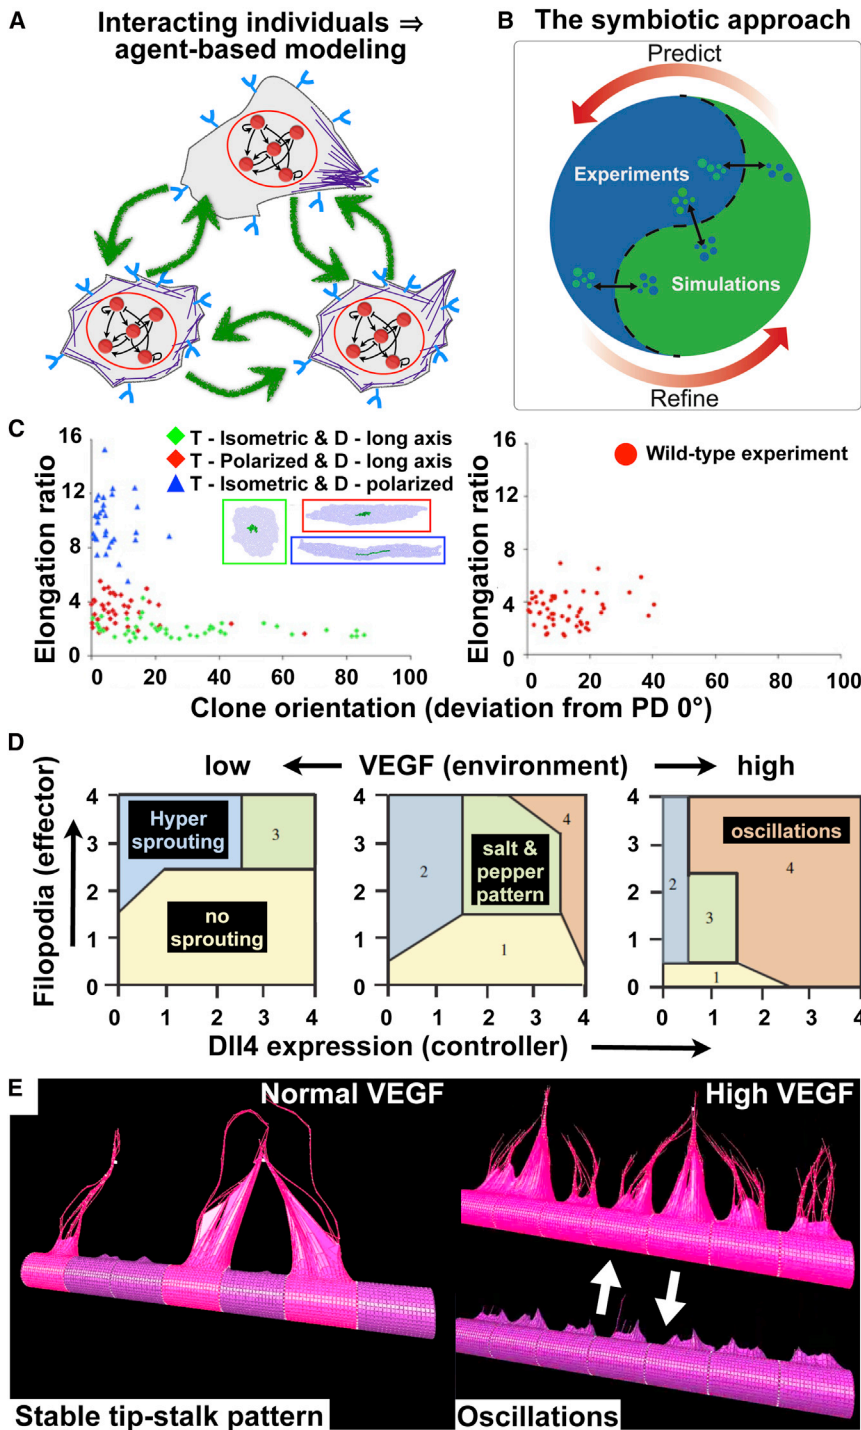 A
Interacting individuals ⇒
agent-based modeling
B
The symbiotic approach
Predict
Experiments
Simulations
Refine
C
T - Isometric & D - long axis
T - Polarized & D - long axis
T - Isometric & D - polarized
Elongation ratio
16
12
8
4
0
0 20 40 60 80 100
Wild-type experiment
Elongation ratio
16
12
8
4
0
0 20 40 60 80 100
Clone orientation (deviation from PD 0°)
D
low VEGF (environment) high
Filopodia (effector)
4
3
2
1
0
Hyper
sprouting
3
no
sprouting
0 1 2 3 4
4
3
2
1
0
2
salt &
pepper
pattern
4
1
0 1 2 3 4
4
3
2
1
0
oscillations
2
3
4
1
0 1 2 3 4
Dll4 expression (controller)
E
Normal VEGF
High VEGF
Stable tip-stalk pattern
Oscillations